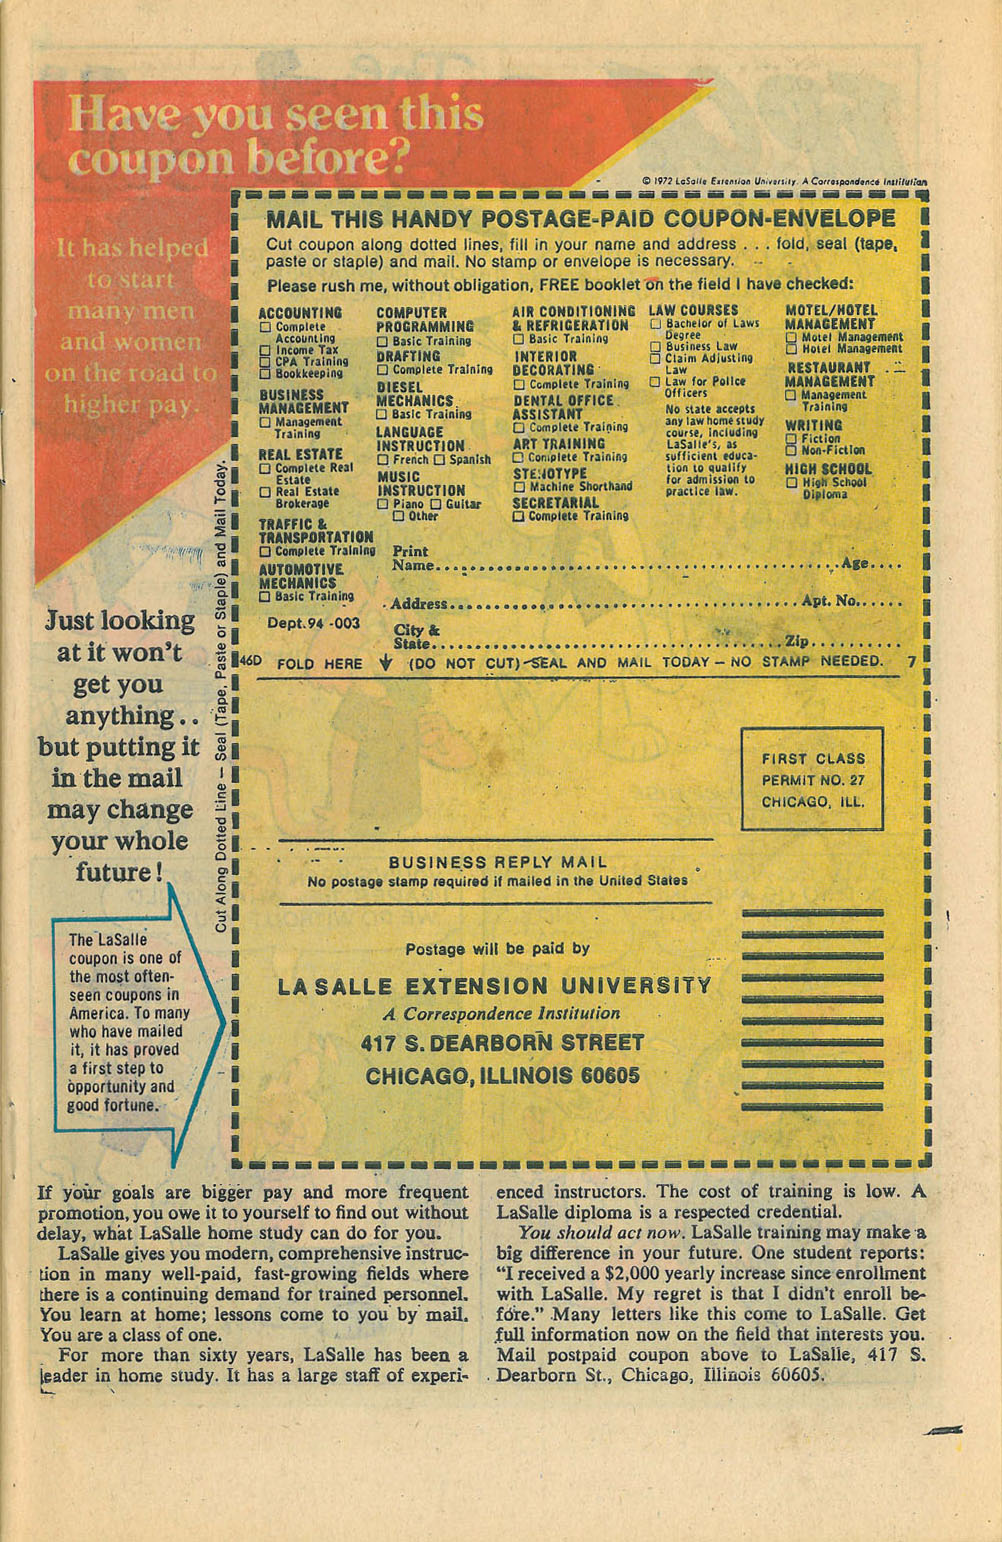 Have you seen this
coupon before?
© 1972 LaSalle Extension University. A Correspondence Institution
It has helped
to start
many men
and women
on the road to
higher pay.
MAIL THIS HANDY POSTAGE-PAID COUPON-ENVELOPE
Cut coupon along dotted lines, fill in your name and address . . . fold, seal (tape,
paste or staple) and mail. No stamp or envelope is necessary.
Please rush me, without obligation, FREE booklet on the field I have checked:
ACCOUNTING
☐ Complete
Accounting
☐ Income Tax
☐ CPA Training
☐ Bookkeeping
BUSINESS
MANAGEMENT
☐ Management
Training
REAL ESTATE
☐ Complete Real
Estate
☐ Real Estate
Brokerage
TRAFFIC &
TRANSPORTATION
☐ Complete Training
AUTOMOTIVE
MECHANICS
☐ Basic Training
Dept. 94 -003
COMPUTER
PROGRAMMING
☐ Basic Training
DRAFTING
☐ Complete Training
DIESEL
MECHANICS
☐ Basic Training
LANGUAGE
INSTRUCTION
☐ French ☐ Spanish
MUSIC
INSTRUCTION
☐ Piano ☐ Guitar
☐ Other
AIR CONDITIONING
& REFRIGERATION
☐ Basic Training
INTERIOR
DECORATING
☐ Complete Training
DENTAL OFFICE
ASSISTANT
☐ Complete Training
ART TRAINING
☐ Complete Training
STENOTYPE
☐ Machine Shorthand
SECRETARIAL
☐ Complete Training
LAW COURSES
☐ Bachelor of Laws
Degree
☐ Business Law
☐ Claim Adjusting
Law
☐ Law for Police
Officers
No state accepts
any law home study
course, including
LaSalle's, as
sufficient educa-
tion to qualify
for admission to
practice law.
MOTEL/HOTEL
MANAGEMENT
☐ Motel Management
☐ Hotel Management
RESTAURANT
MANAGEMENT
☐ Management
Training
WRITING
☐ Fiction
☐ Non-Fiction
HIGH SCHOOL
☐ High School
Diploma
Print
Name.......... Age....
Address.......... Apt. No......
City &
State.......... Zip..........
46D FOLD HERE ↓ (DO NOT CUT)-SEAL AND MAIL TODAY – NO STAMP NEEDED. 7
Cut Along Dotted Line – Seal (Tape, Paste or Staple) and Mail Today.
Just looking
at it won't
get you
anything..
but putting it
in the mail
may change
your whole
future!
The LaSalle
coupon is one of
the most often-
seen coupons in
America. To many
who have mailed
it, it has proved
a first step to
opportunity and
good fortune.
FIRST CLASS
PERMIT NO. 27
CHICAGO, ILL.
BUSINESS REPLY MAIL
No postage stamp required if mailed in the United States
Postage will be paid by
LA SALLE EXTENSION UNIVERSITY
A Correspondence Institution
417 S. DEARBORN STREET
CHICAGO, ILLINOIS 60605
If your goals are bigger pay and more frequent
promotion, you owe it to yourself to find out without
delay, what LaSalle home study can do for you.
LaSalle gives you modern, comprehensive instruc-
tion in many well-paid, fast-growing fields where
there is a continuing demand for trained personnel.
You learn at home; lessons come to you by mail.
You are a class of one.
For more than sixty years, LaSalle has been a
leader in home study. It has a large staff of experi-
enced instructors. The cost of training is low. A
LaSalle diploma is a respected credential.
You should act now. LaSalle training may make a
big difference in your future. One student reports:
"I received a $2,000 yearly increase since enrollment
with LaSalle. My regret is that I didn't enroll be-
fore." Many letters like this come to LaSalle. Get
full information now on the field that interests you.
Mail postpaid coupon above to LaSalle, 417 S.
Dearborn St., Chicago, Illinois 60605.